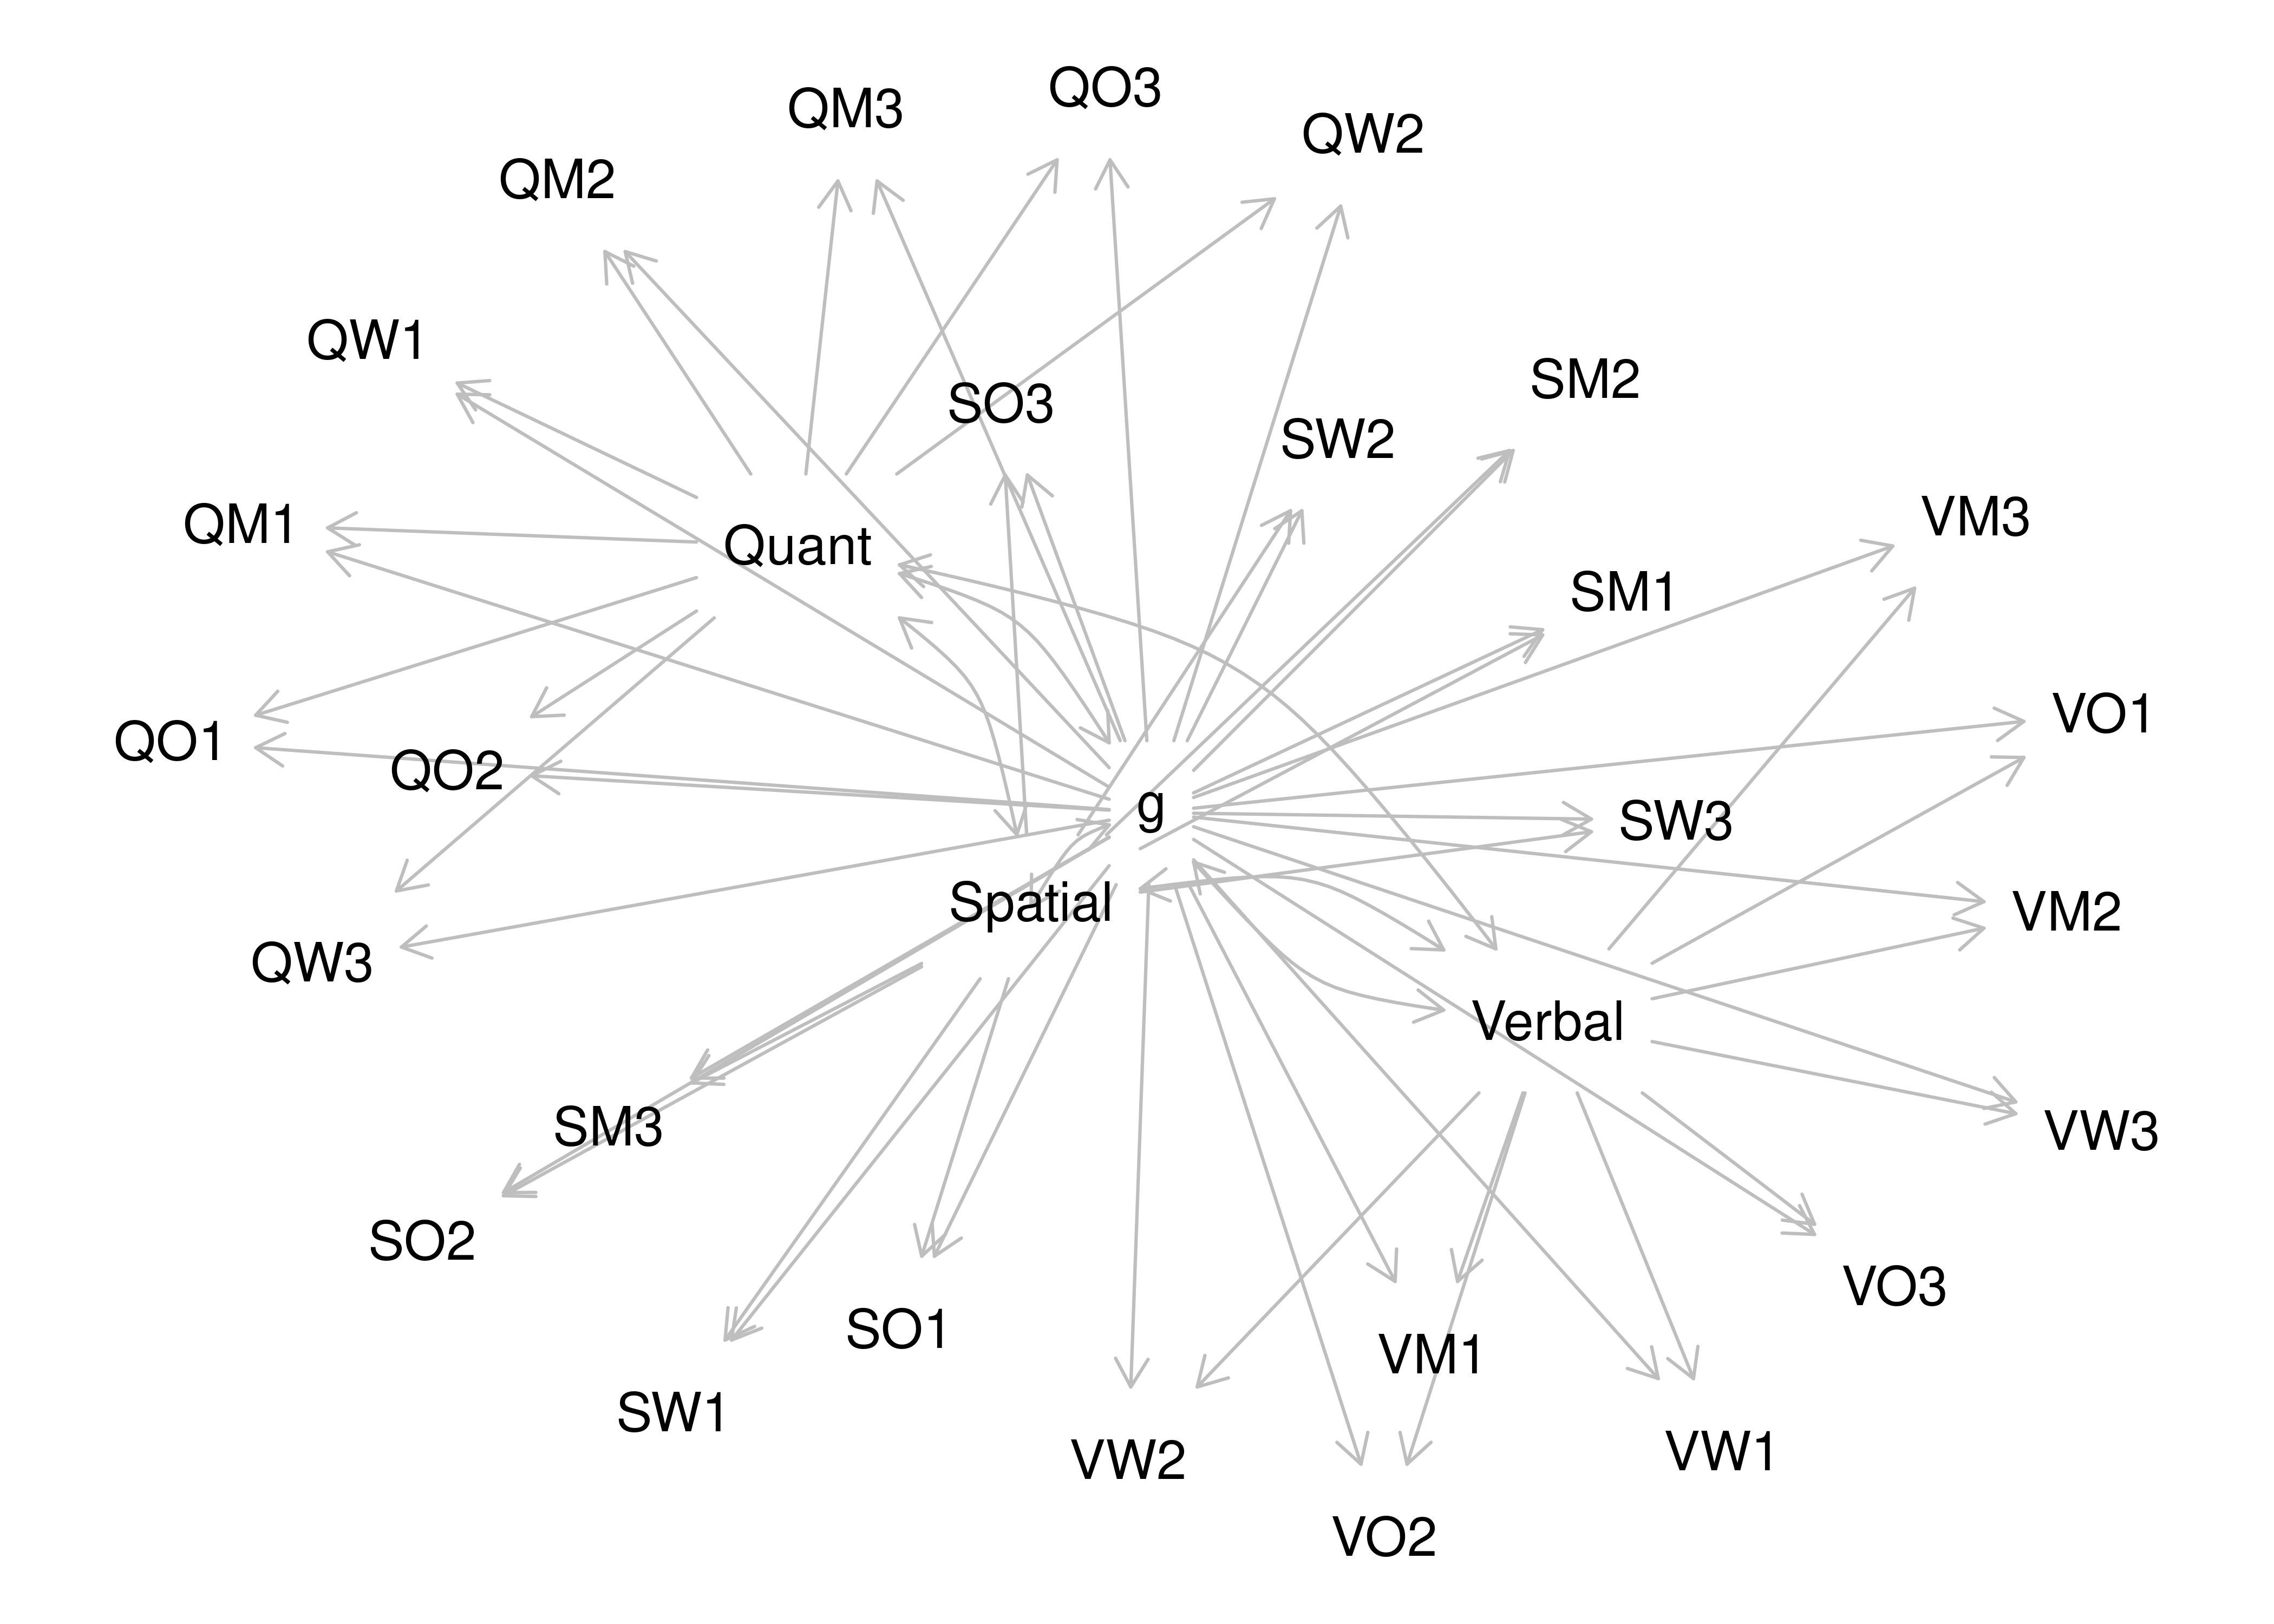 QO3
QM3
QW2
QM2
QW1
SM2
SO3
SW2
VM3
QM1
Quant
SM1
VO1
QO1
QO2
g
SW3
Spatial
VM2
QW3
Verbal
SM3
VW3
SO2
VO3
SO1
VM1
SW1
VW1
VW2
VO2